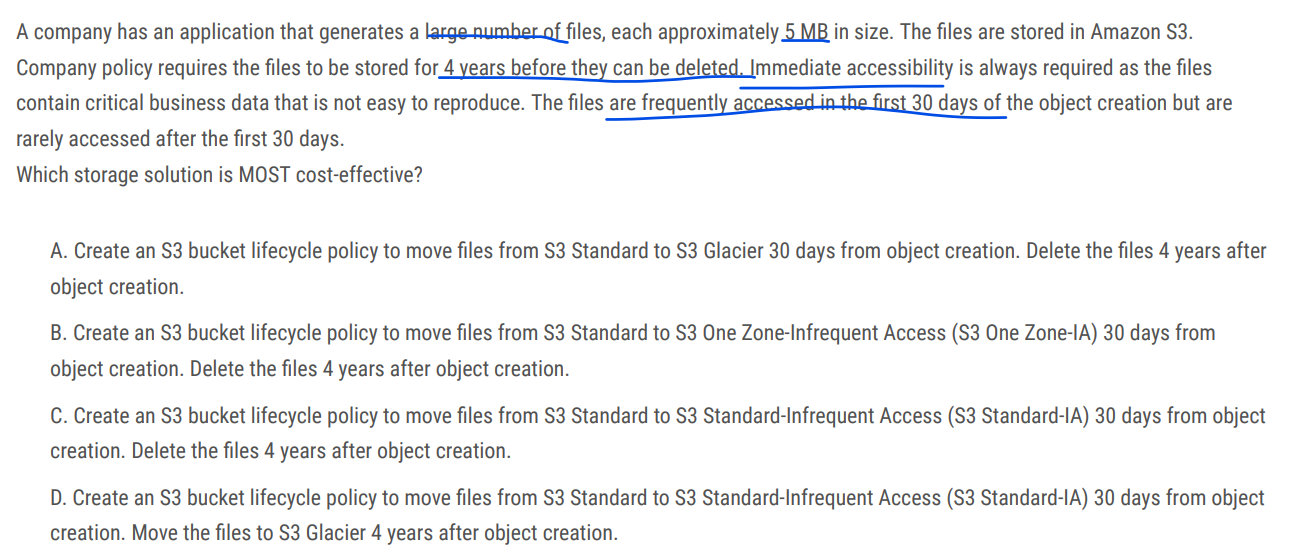 A company has an application that generates a large number of files, each approximately 5 MB in size. The files are stored in Amazon S3.
Company policy requires the files to be stored for 4 years before they can be deleted. Immediate accessibility is always required as the files
contain critical business data that is not easy to reproduce. The files are frequently accessed in the first 30 days of the object creation but are
rarely accessed after the first 30 days.
Which storage solution is MOST cost-effective?
A. Create an S3 bucket lifecycle policy to move files from S3 Standard to S3 Glacier 30 days from object creation. Delete the files 4 years after
object creation.
B. Create an S3 bucket lifecycle policy to move files from S3 Standard to S3 One Zone-Infrequent Access (S3 One Zone-IA) 30 days from
object creation. Delete the files 4 years after object creation.
C. Create an S3 bucket lifecycle policy to move files from S3 Standard to S3 Standard-Infrequent Access (S3 Standard-IA) 30 days from object
creation. Delete the files 4 years after object creation.
D. Create an S3 bucket lifecycle policy to move files from S3 Standard to S3 Standard-Infrequent Access (S3 Standard-IA) 30 days from object
creation. Move the files to S3 Glacier 4 years after object creation.